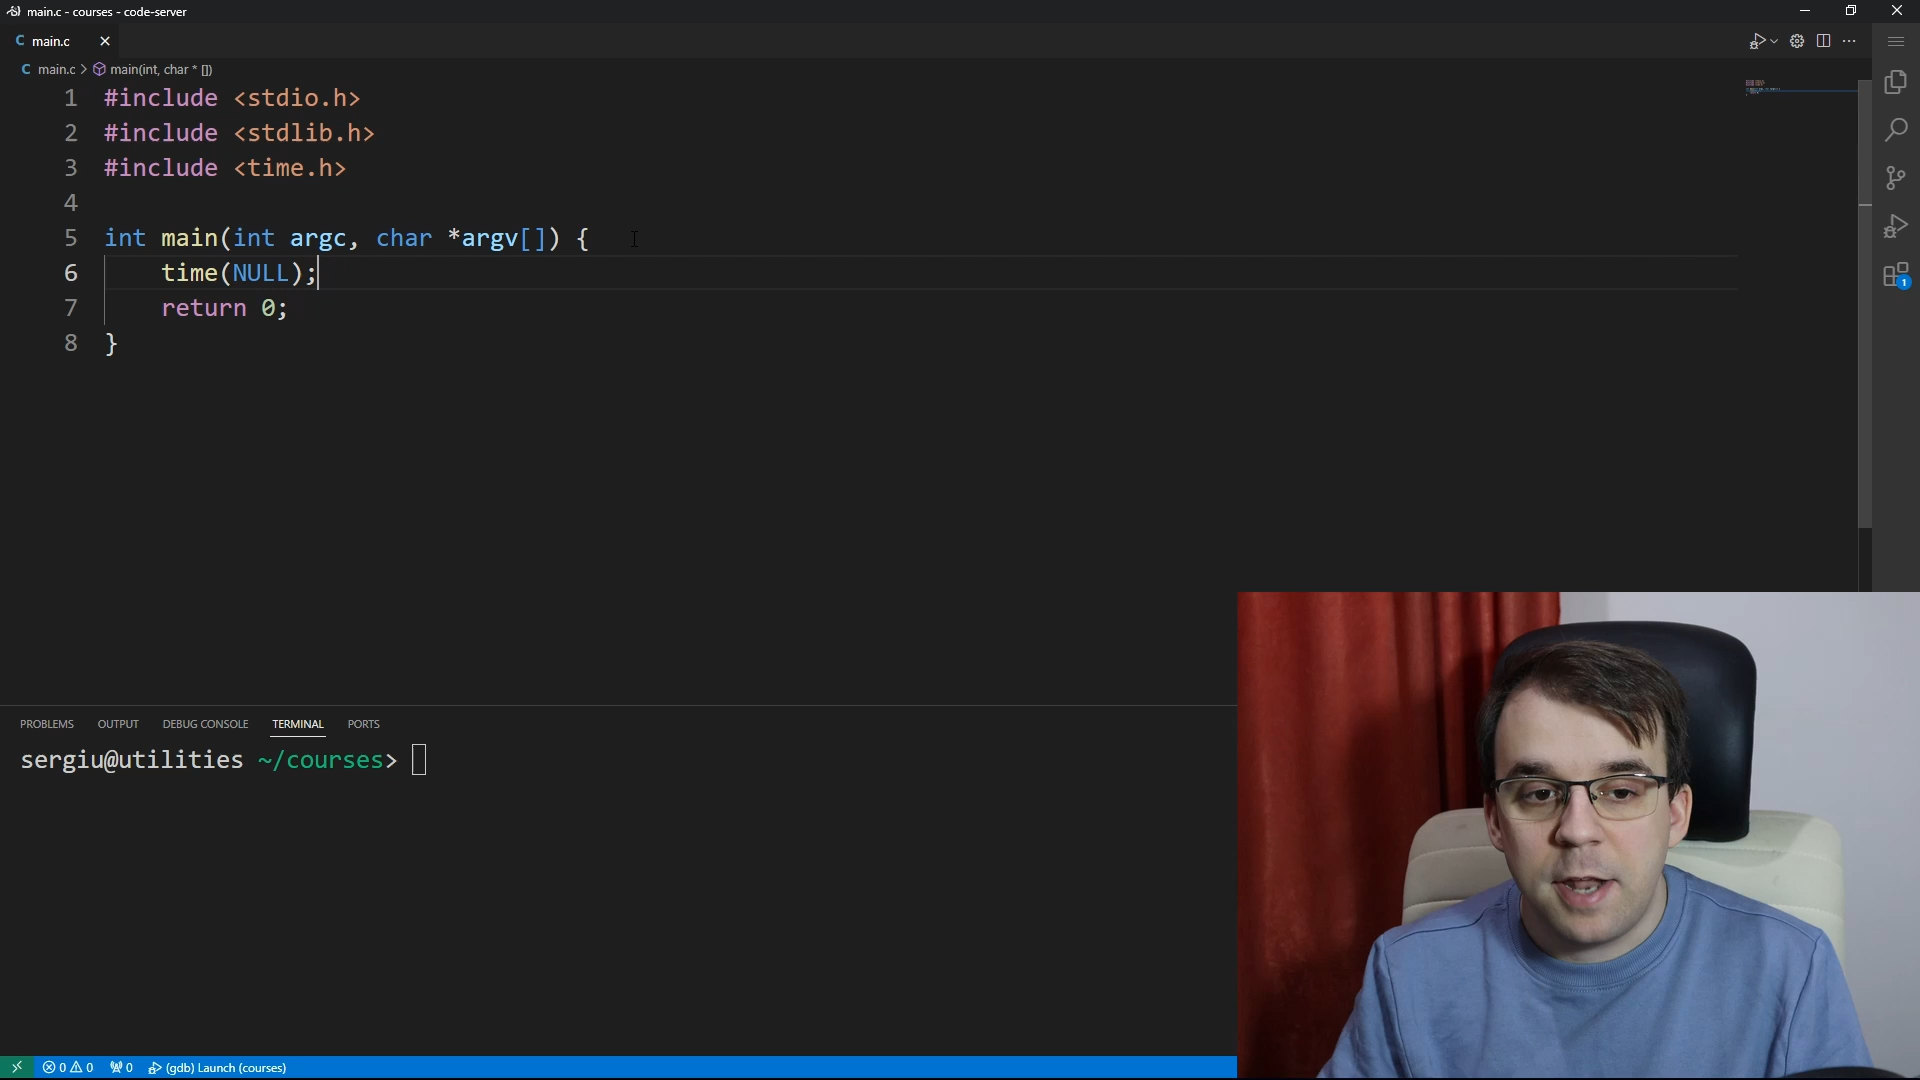 main.c - courses - code-server
C main.c
C main.c > main(int, char * [])
1 #include <stdio.h>
2 #include <stdlib.h>
3 #include <time.h>
4
5 int main(int argc, char *argv[]) {
6 time(NULL);
7 return 0;
8 }
1
PROBLEMS OUTPUT DEBUG CONSOLE TERMINAL PORTS
sergiu@utilities ~/courses>
0 0 0 (gdb) Launch (courses)